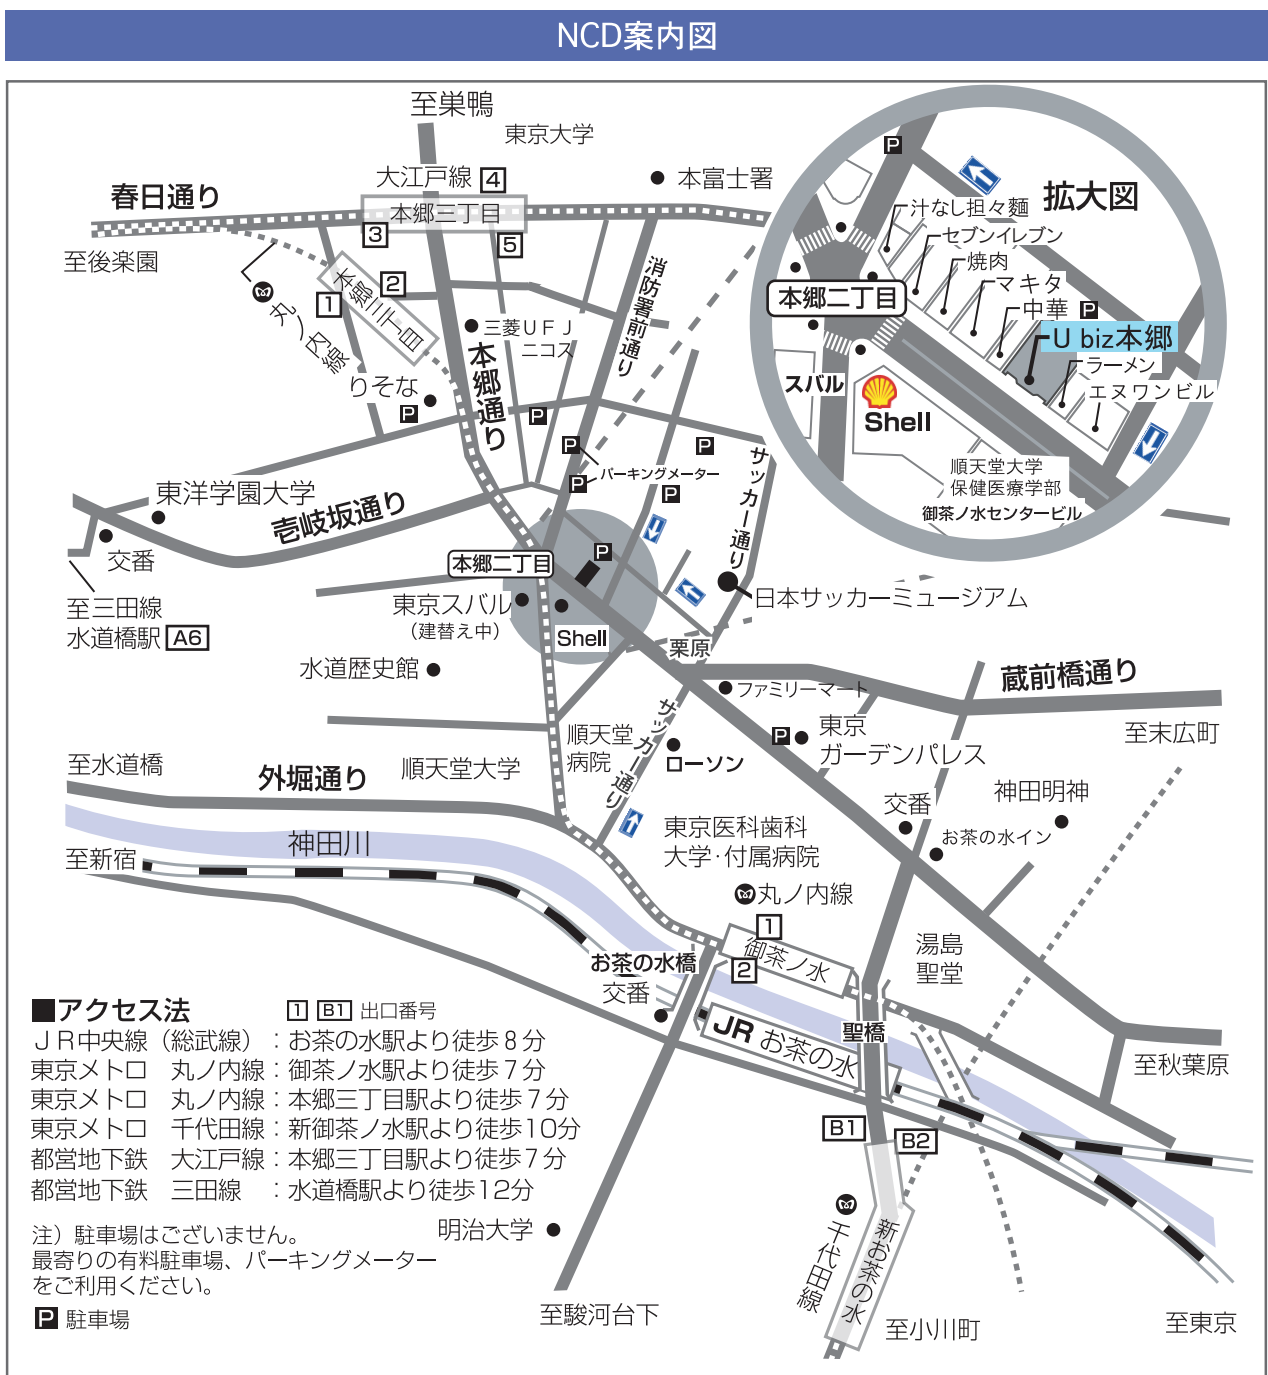 NCD案内図
至巣鴨
東京大学
大江戸線 4
本富士署
春日通り
本郷三丁目
3
5
至後楽園
本郷三丁目
1
2
丸ノ内線
消防署前通り
三菱UFJ
ニコス
本郷通り
りそな
P
P
P
P
パーキングメーター
P
P
サッカー通り
東洋学園大学
壱岐坂通り
交番
本郷二丁目
P
至三田線
水道橋駅 A6
東京スバル
(建替え中)
Shell
日本サッカーミュージアム
栗原
水道歴史館
蔵前橋通り
ファミリーマート
サッカー通り
P
東京
ガーデンパレス
至末広町
順天堂
病院
ローソン
至水道橋
外堀通り
順天堂大学
神田明神
交番
お茶の水イン
神田川
東京医科歯科
大学・付属病院
至新宿
丸ノ内線
1
御茶ノ水
2
湯島
聖堂
お茶の水橋
交番
JR お茶の水
聖橋
至秋葉原
B1
B2
千代田線
新お茶の水
明治大学
至駿河台下
至小川町
至東京
拡大図
P
汁なし担々麺
セブンイレブン
焼肉
マキタ
中華
P
本郷二丁目
U biz本郷
ラーメン
エヌワンビル
スバル
Shell
順天堂大学
保健医療学部
御茶ノ水センタービル
■アクセス法
1 B1 出口番号
JR中央線（総武線）：お茶の水駅より徒歩8分
東京メトロ 丸ノ内線：御茶ノ水駅より徒歩7分
東京メトロ 丸ノ内線：本郷三丁目駅より徒歩7分
東京メトロ 千代田線：新御茶ノ水駅より徒歩10分
都営地下鉄 大江戸線：本郷三丁目駅より徒歩7分
都営地下鉄 三田線 ：水道橋駅より徒歩12分
注）駐車場はございません。
最寄りの有料駐車場、パーキングメーター
をご利用ください。
P 駐車場